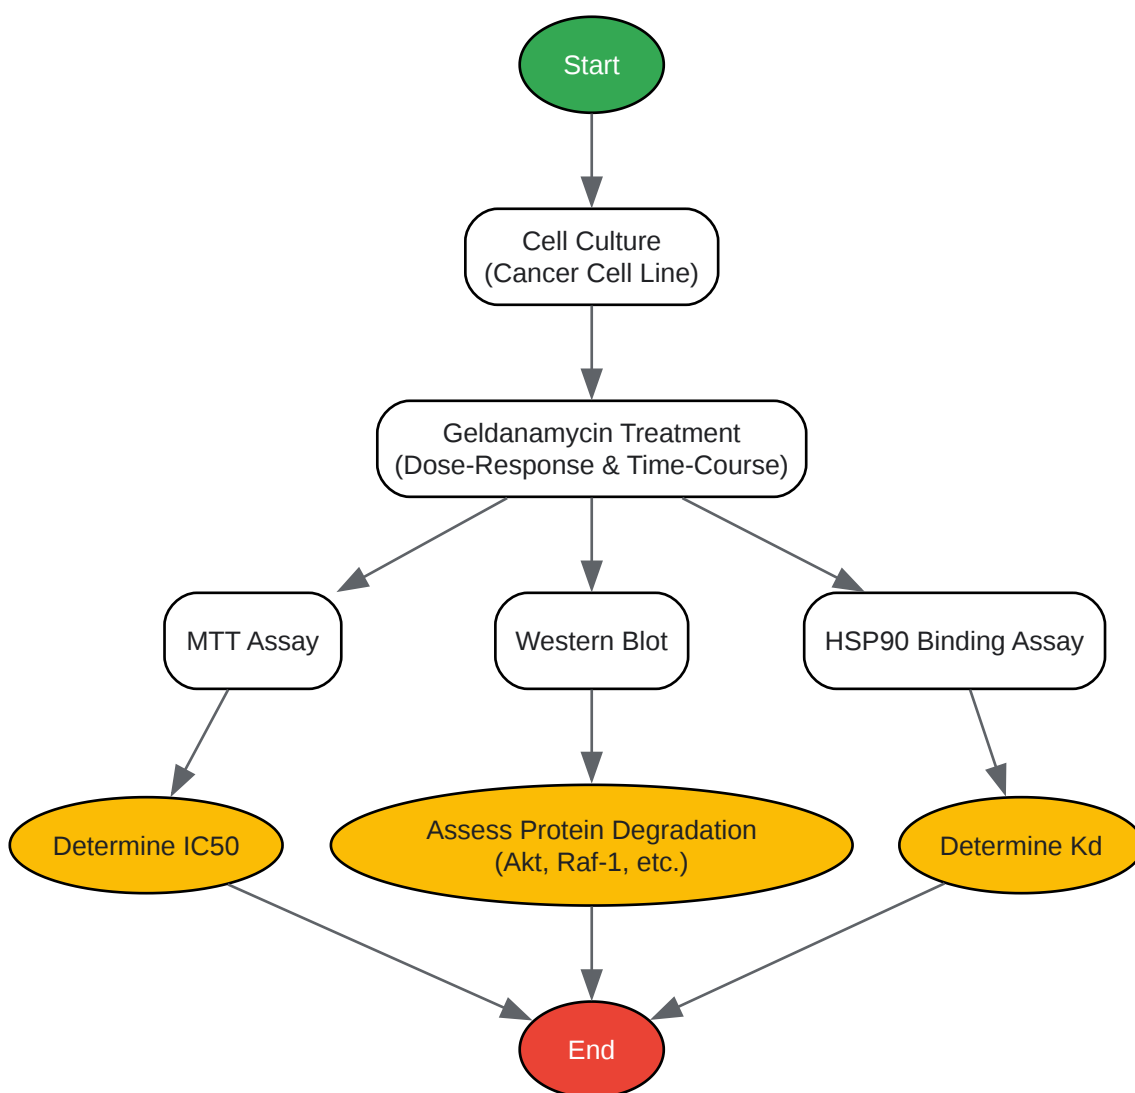 Start
Cell Culture
(Cancer Cell Line)
Geldanamycin Treatment
(Dose-Response & Time-Course)
MTT Assay
Western Blot
HSP90 Binding Assay
Determine IC50
Assess Protein Degradation
(Akt, Raf-1, etc.)
Determine Kd
End